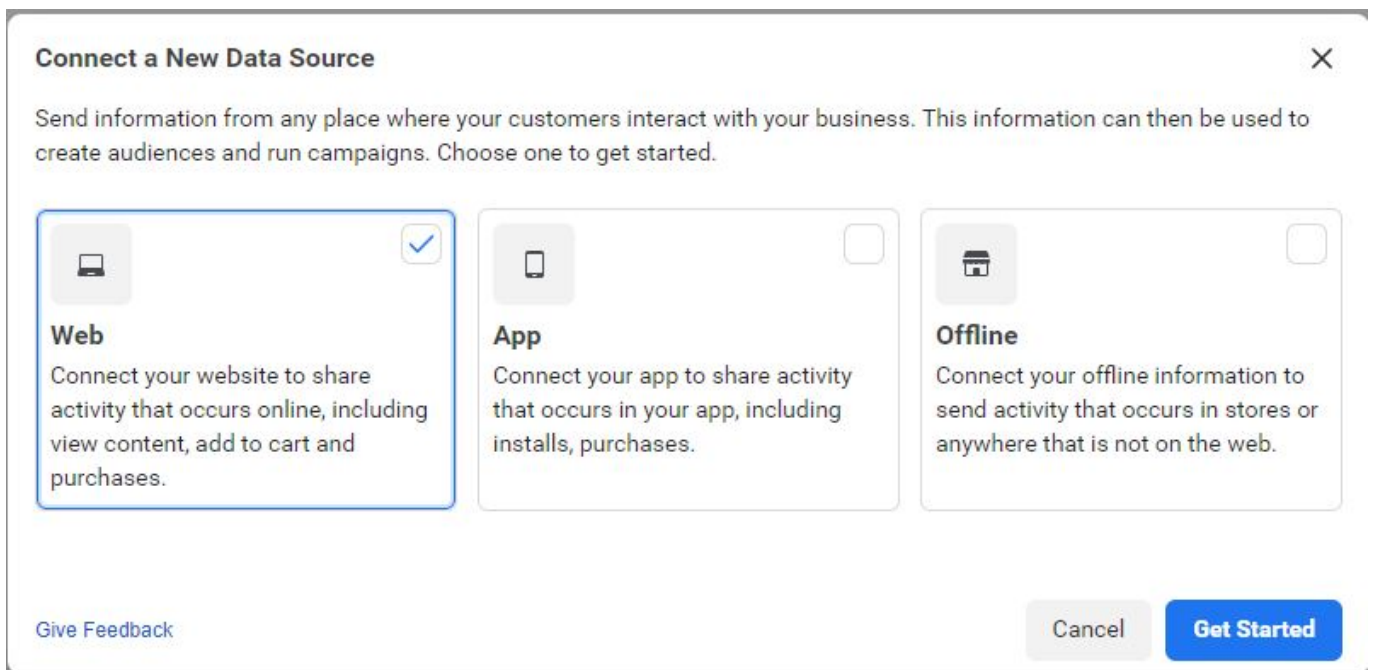 Connect a New Data Source
Send information from any place where your customers interact with your business. This information can then be used to
create audiences and run campaigns. Choose one to get started.
Web
Connect your website to share
activity that occurs online, including
view content, add to cart and
purchases.
App
Connect your app to share activity
that occurs in your app, including
installs, purchases.
Offline
Connect your offline information to
send activity that occurs in stores or
anywhere that is not on the web.
Give Feedback
Cancel
Get Started